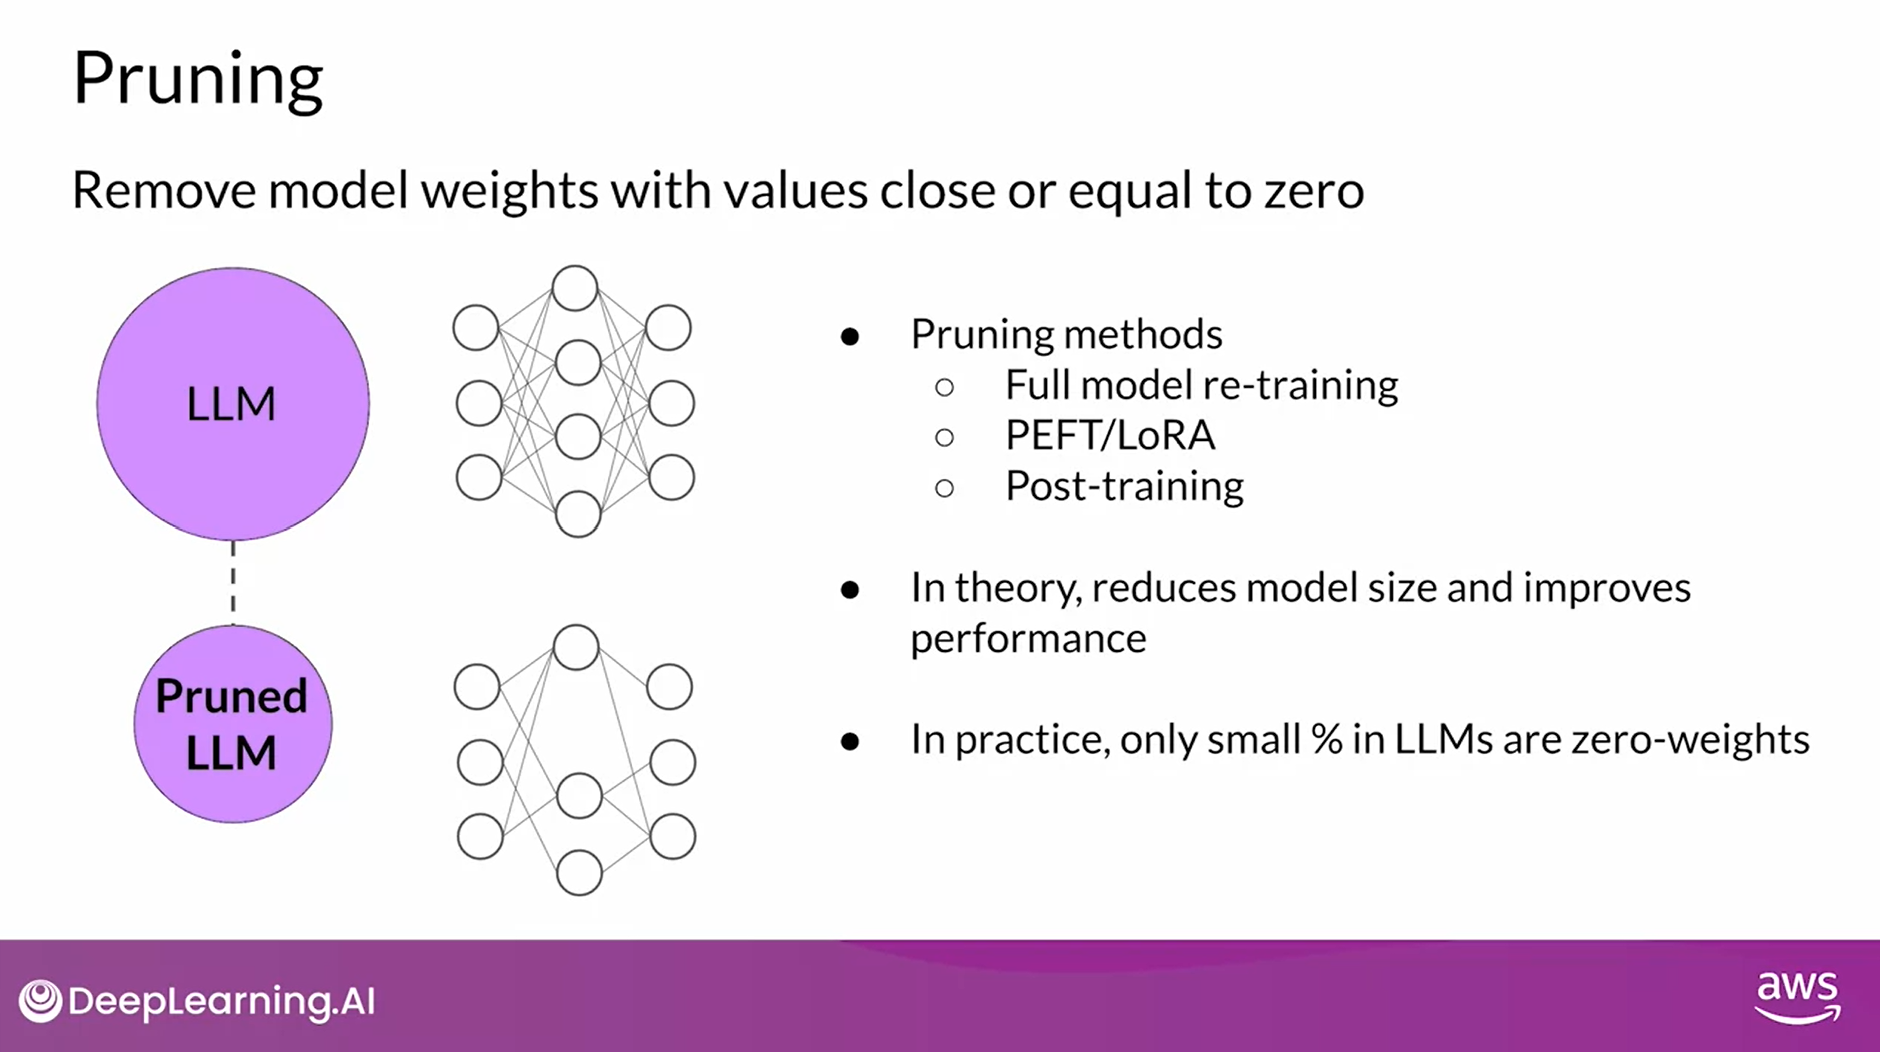 Pruning
Remove model weights with values close or equal to zero
LLM
Pruned
LLM
● Pruning methods
○ Full model re-training
○ PEFT/LoRA
○ Post-training
● In theory, reduces model size and improves
performance
● In practice, only small % in LLMs are zero-weights
DeepLearning.AI
aws